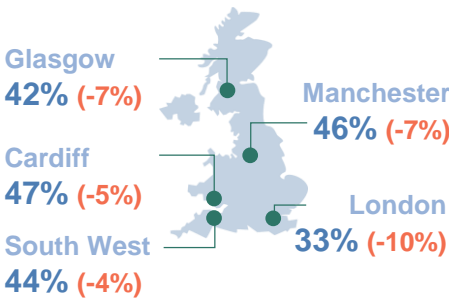 Glasgow
42% (-7%)
Manchester
46% (-7%)
Cardiff
47% (-5%)
London
33% (-10%)
South West
44% (-4%)